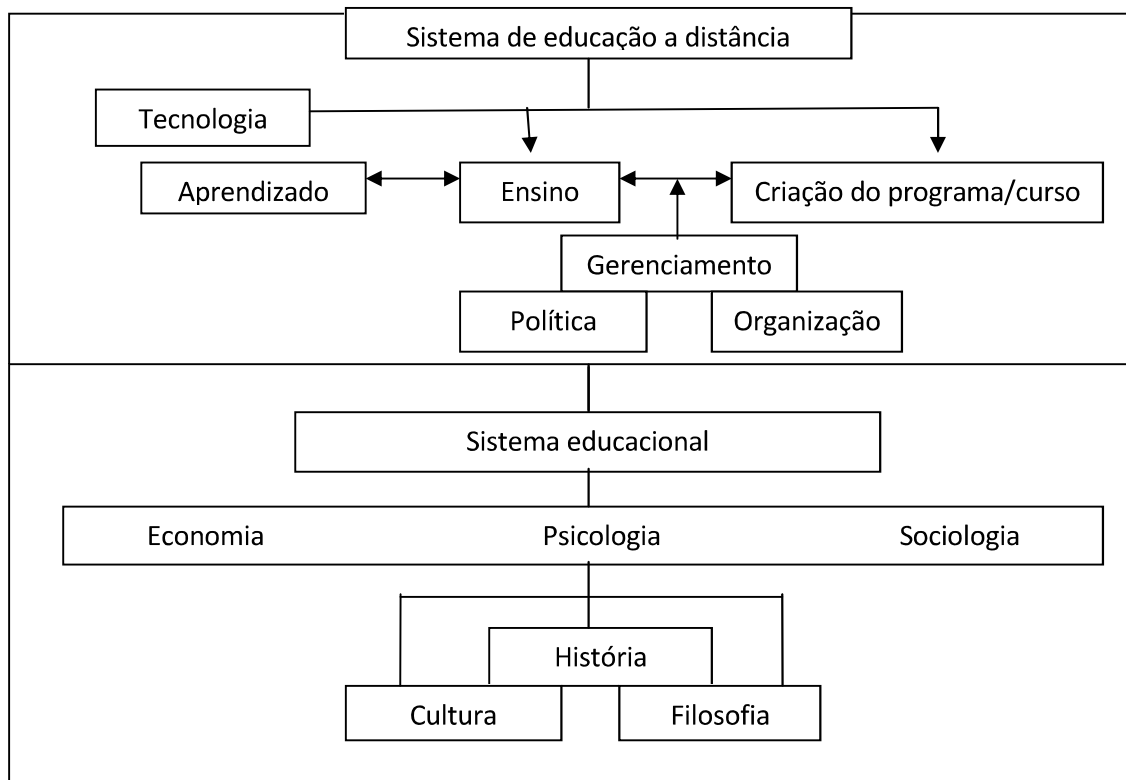 Sistema de educação a distância
Tecnologia
Aprendizado
Ensino
Criação do programa/curso
Gerenciamento
Política
Organização
Sistema educacional
Economia
Psicologia
Sociologia
História
Cultura
Filosofia